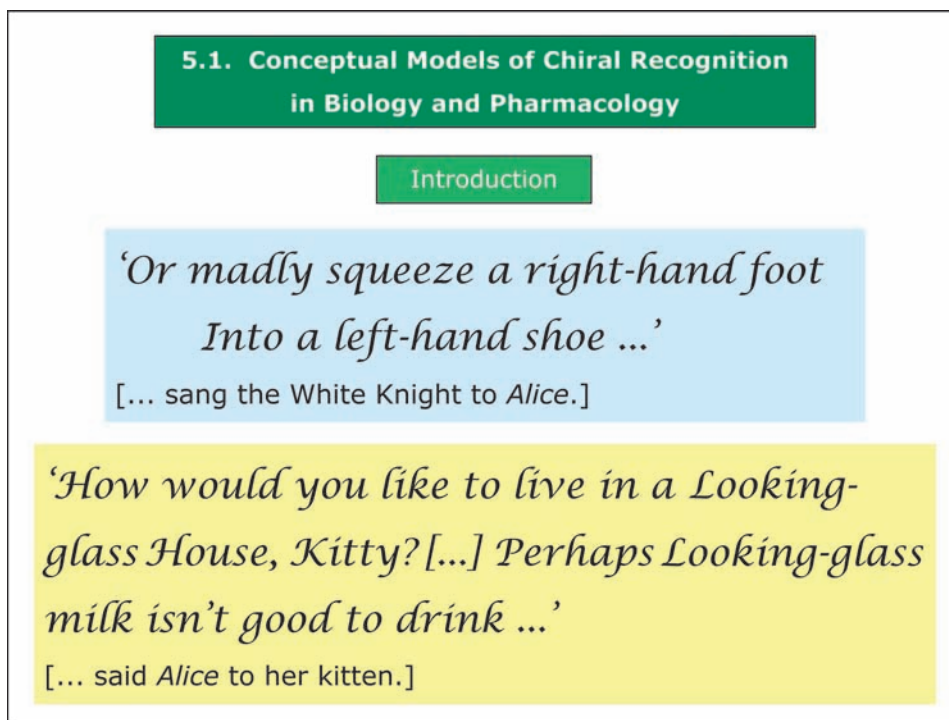 5.1. Conceptual Models of Chiral Recognition
in Biology and Pharmacology
Introduction
‘Or madly squeeze a right-hand foot
Into a left-hand shoe ...’
[... sang the White Knight to Alice.]
‘How would you like to live in a Looking-
glass House, Kitty? [...] Perhaps Looking-glass
milk isn’t good to drink ...’
[... said Alice to her kitten.]